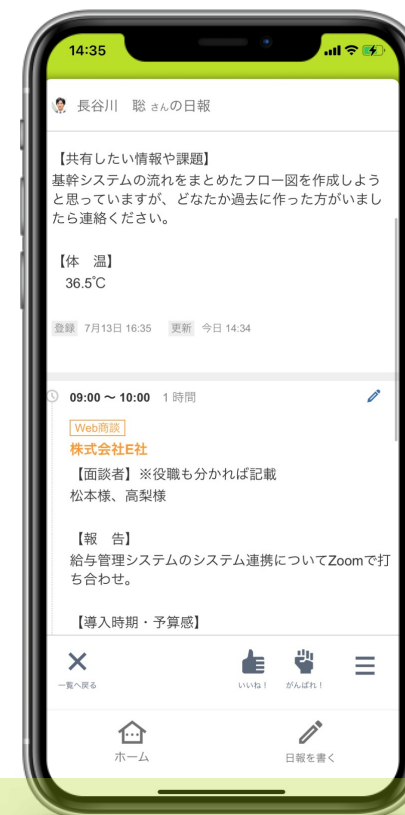 14:35
長谷川　聡 さんの日報
【共有したい情報や課題】
基幹システムの流れをまとめたフロー図を作成しよう
と思っていますが、どなたか過去に作った方がいまし
たら連絡ください。
【体　温】
36.5℃
登録 7月13日 16:35 更新 今日 14:34
09:00 ～ 10:00 1 時間
Web商談
株式会社E社
【面談者】※役職も分かれば記載
松本様、高梨様
【報　告】
給与管理システムのシステム連携についてZoomで打
ち合わせ。
【導入時期・予算感】
一覧へ戻る いいね！ がんばれ！
ホーム 日報を書く